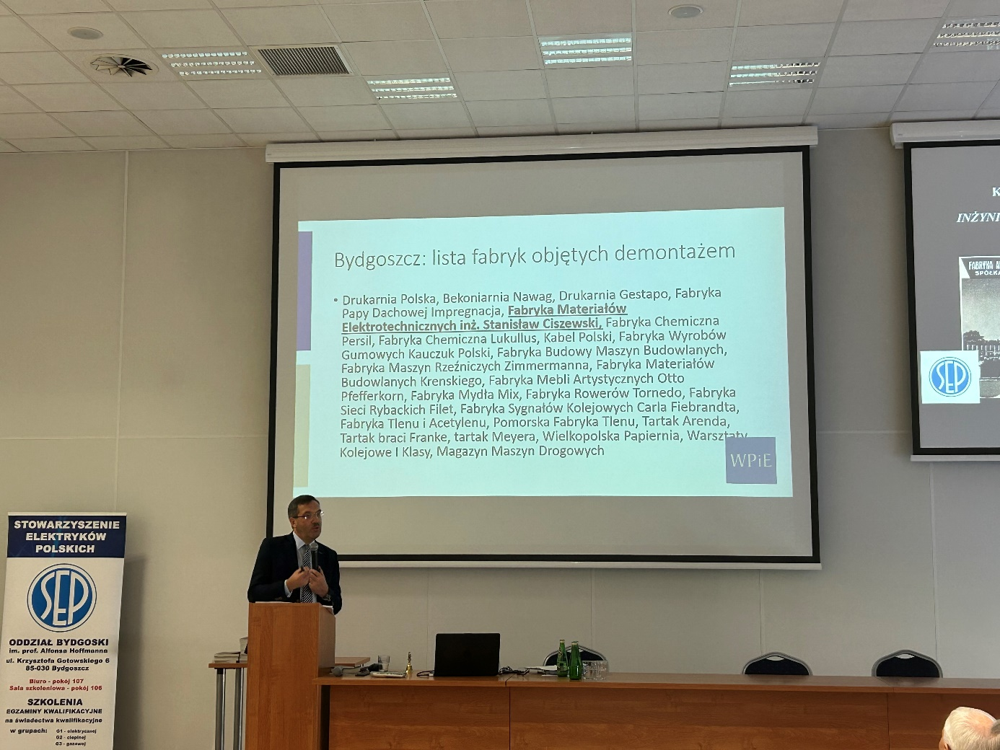 Bydgoszcz: lista fabryk objętych demontażem
• Drukarnia Polska, Bekoniarnia Nawag, Drukarnia Gestapo, Fabryka
Papy Dachowej Impregnacja, Fabryka Materiałów
Elektrotechnicznych inż. Stanisław Ciszewski, Fabryka Chemiczna
Persil, Fabryka Chemiczna Lukullus, Kabel Polski, Fabryka Wyrobów
Gumowych Kauczuk Polski, Fabryka Budowy Maszyn Budowlanych,
Fabryka Maszyn Rzeźniczych Zimmermanna, Fabryka Materiałów
Budowlanych Krenskiego, Fabryka Mebli Artystycznych Otto
Pfefferkorn, Fabryka Mydła Mix, Fabryka Rowerów Tornedo, Fabryka
Sieci Rybackich Filet, Fabryka Sygnałów Kolejowych Carla Fiebrandta,
Fabryka Tlenu i Acetylenu, Pomorska Fabryka Tlenu, Tartak Arenda,
Tartak braci Franke, tartak Meyera, Wielkopolska Papiernia, Warsztaty
Kolejowe I Klasy, Magazyn Maszyn Drogowych
WPiE
K
INŻYNI
FABRYKA A
SPÓŁKA
SEP
STOWARZYSZENIE
ELEKTRYKÓW
POLSKICH
SEP
ODDZIAŁ BYDGOSKI
im. prof. Alfonsa Hoffmanna
ul. Krzysztofa Gotowskiego 6
85-030 Bydgoszcz
Biuro - pokój 107
Sala szkoleniowa - pokój 106
SZKOLENIA
EGZAMINY KWALIFIKACYJNE
na świadectwa kwalifikacyjne
w grupach: G1 - elektrycznej
G2 - cieplnej
G3 - gazowej